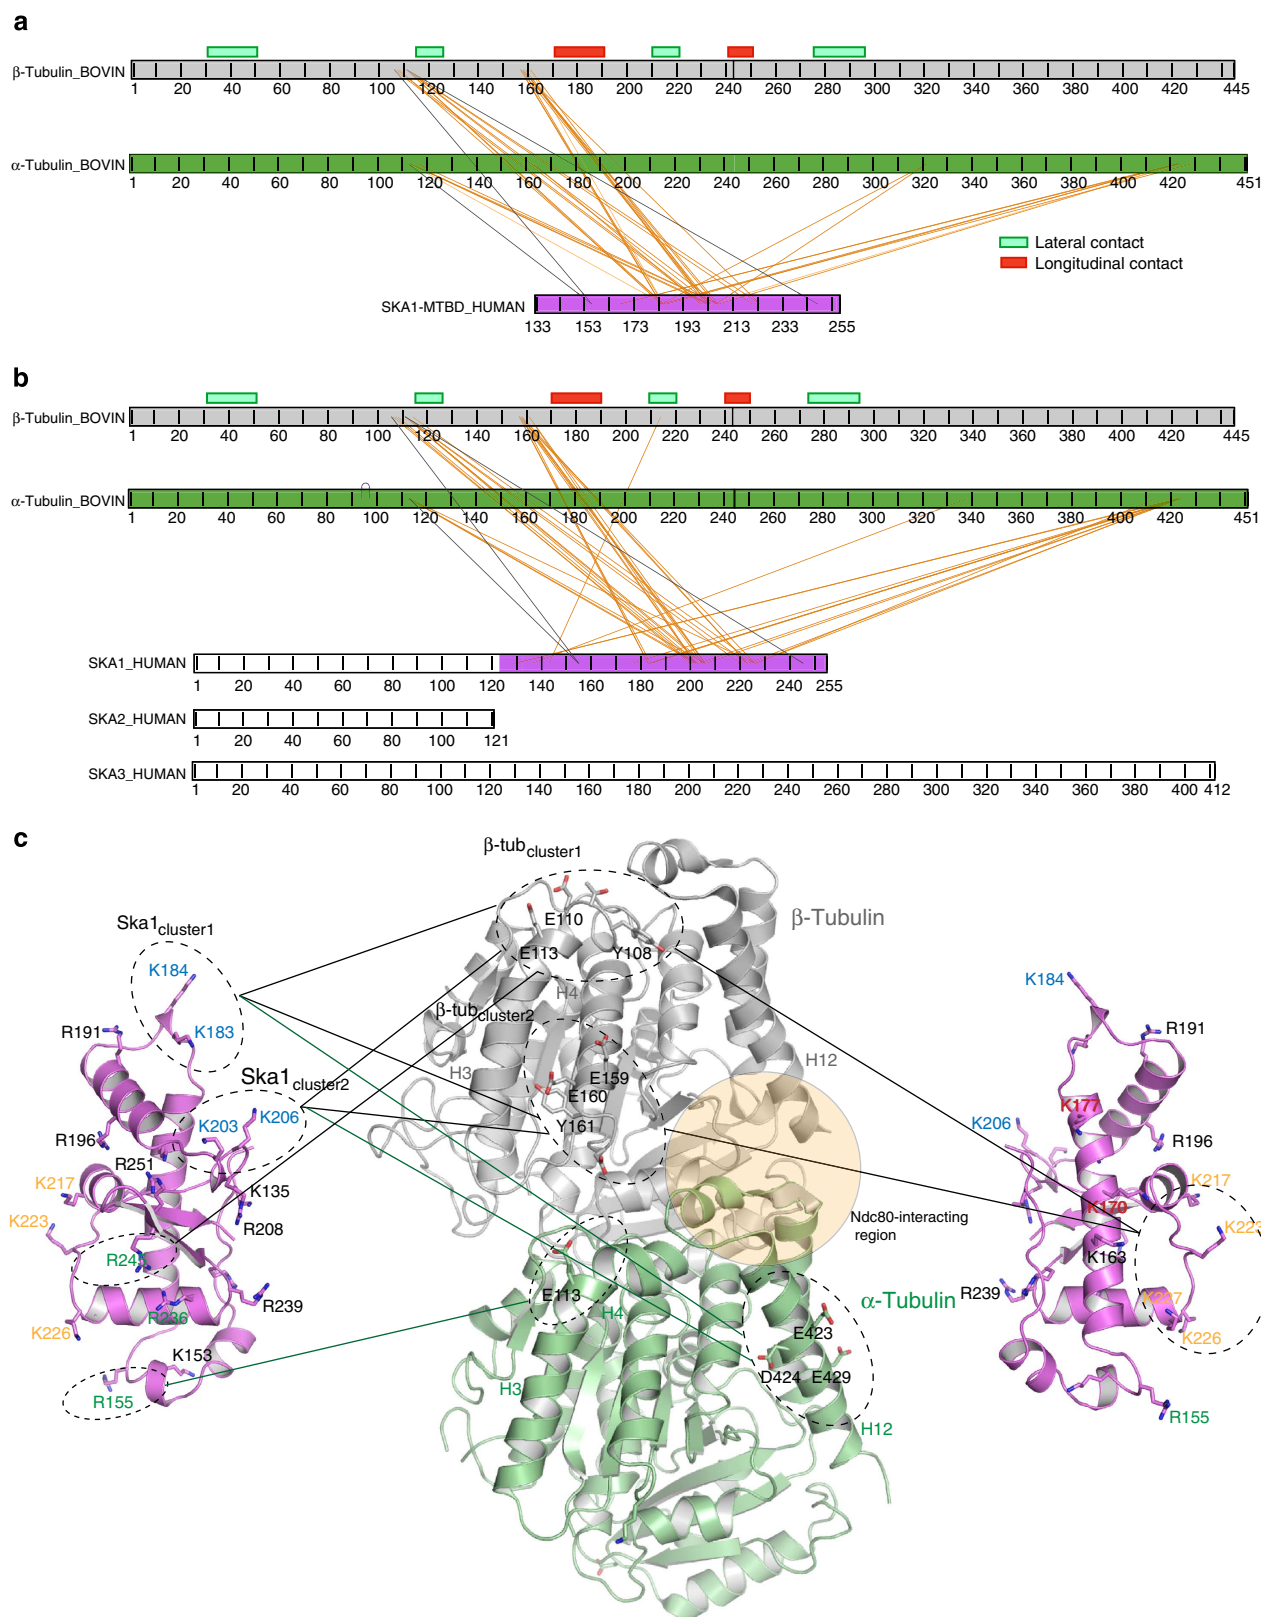 a
β-Tubulin_BOVIN
1 20 40 60 80 100 120 140 160 180 200 220 240 260 280 300 320 340 360 380 400 420 445
α-Tubulin_BOVIN
1 20 40 60 80 100 120 140 160 180 200 220 240 260 280 300 320 340 360 380 400 420 451
Lateral contact
Longitudinal contact
SKA1-MTBD_HUMAN
133 153 173 193 213 233 255
b
β-Tubulin_BOVIN
1 20 40 60 80 100 120 140 160 180 200 220 240 260 280 300 320 340 360 380 400 420 445
α-Tubulin_BOVIN
1 20 40 60 80 100 120 140 160 180 200 220 240 260 280 300 320 340 360 380 400 420 451
SKA1_HUMAN
1 20 40 60 80 100 120 140 160 180 200 220 240 255
SKA2_HUMAN
1 20 40 60 80 100 121
SKA3_HUMAN
1 20 40 60 80 100 120 140 160 180 200 220 240 260 280 300 320 340 360 380 400 412
c
Ska1cluster1
K184
K183
R191
Ska1cluster2
K203
K206
R196
R251
K217
K135
K223
R208
R245
R239
R236
K226
K153
R155
β-tubcluster1
β-Tubulin
E110
E113
Y108
H4
β-tubcluster2
H3
H12
E159
E160
Y161
Ndc80-interacting
region
E113
H4
α-Tubulin
E423
D424
E429
H3
H12
K184
R191
K177
K206
R196
K217
K170
K163
R239
K227
K226
R155